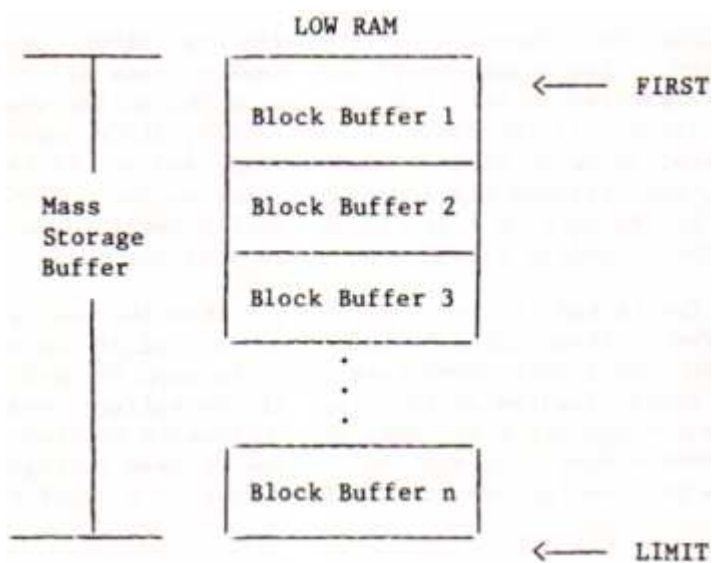 LOW RAM
FIRST
Block Buffer 1
Block Buffer 2
Mass
Storage
Buffer
Block Buffer 3
Block Buffer n
LIMIT